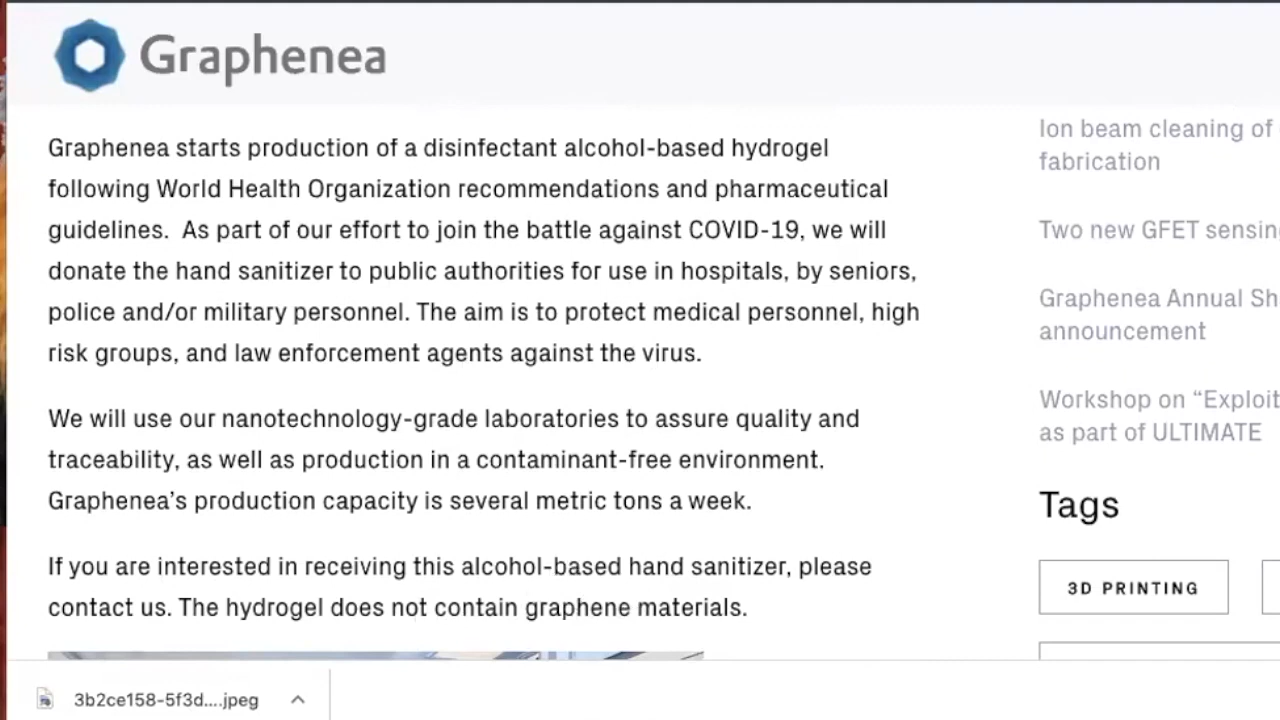 Graphenea
Graphenea starts production of a disinfectant alcohol-based hydrogel
following World Health Organization recommendations and pharmaceutical
guidelines.  As part of our effort to join the battle against COVID-19, we will
donate the hand sanitizer to public authorities for use in hospitals, by seniors,
police and/or military personnel. The aim is to protect medical personnel, high
risk groups, and law enforcement agents against the virus.
We will use our nanotechnology-grade laboratories to assure quality and
traceability, as well as production in a contaminant-free environment.
Graphenea’s production capacity is several metric tons a week.
If you are interested in receiving this alcohol-based hand sanitizer, please
contact us. The hydrogel does not contain graphene materials.
Ion beam cleaning of
fabrication
Two new GFET sensing
Graphenea Annual
announcement
Workshop on
as part of ULTIMATE
Tags
3D PRINTING
3b2ce158-5f3d....jpeg